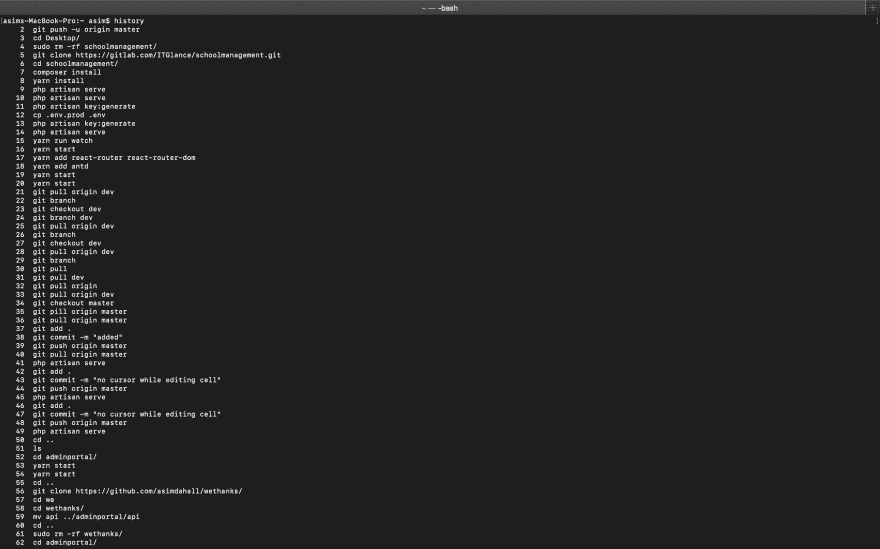 ~ — -bash
asims-MacBook-Pro:~ asim$ history
2 git push -u origin master
3 cd Desktop/
4 sudo rm -rf schoolmanagement/
5 git clone https://gitlab.com/ITGlance/schoolmanagement.git
6 cd schoolmanagement/
7 composer install
8 yarn install
9 php artisan serve
10 php artisan serve
11 php artisan key:generate
12 cp .env.prod .env
13 php artisan key:generate
14 php artisan serve
15 yarn run watch
16 yarn start
17 yarn add react-router react-router-dom
18 yarn add antd
19 yarn start
20 yarn start
21 git pull origin dev
22 git branch
23 git checkout dev
24 git branch dev
25 git pull origin dev
26 git branch
27 git checkout dev
28 git pull origin dev
29 git branch
30 git pull
31 git pull dev
32 git pull origin
33 git pull origin dev
34 git checkout master
35 git pill origin master
36 git pull origin master
37 git add .
38 git commit -m "added"
39 git push origin master
40 git pull origin master
41 php artisan serve
42 git add .
43 git commit -m "no cursor while editing cell"
44 git push origin master
45 php artisan serve
46 git add .
47 git commit -m "no cursor while editing cell"
48 git push origin master
49 php artisan serve
50 cd ..
51 ls
52 cd adminportal/
53 yarn start
54 yarn start
55 cd ..
56 git clone https://github.com/asimdahall/wethanks/
57 cd we
58 cd wethanks/
59 mv api ../adminportal/api
60 cd ..
61 sudo rm -rf wethanks/
62 cd adminportal/